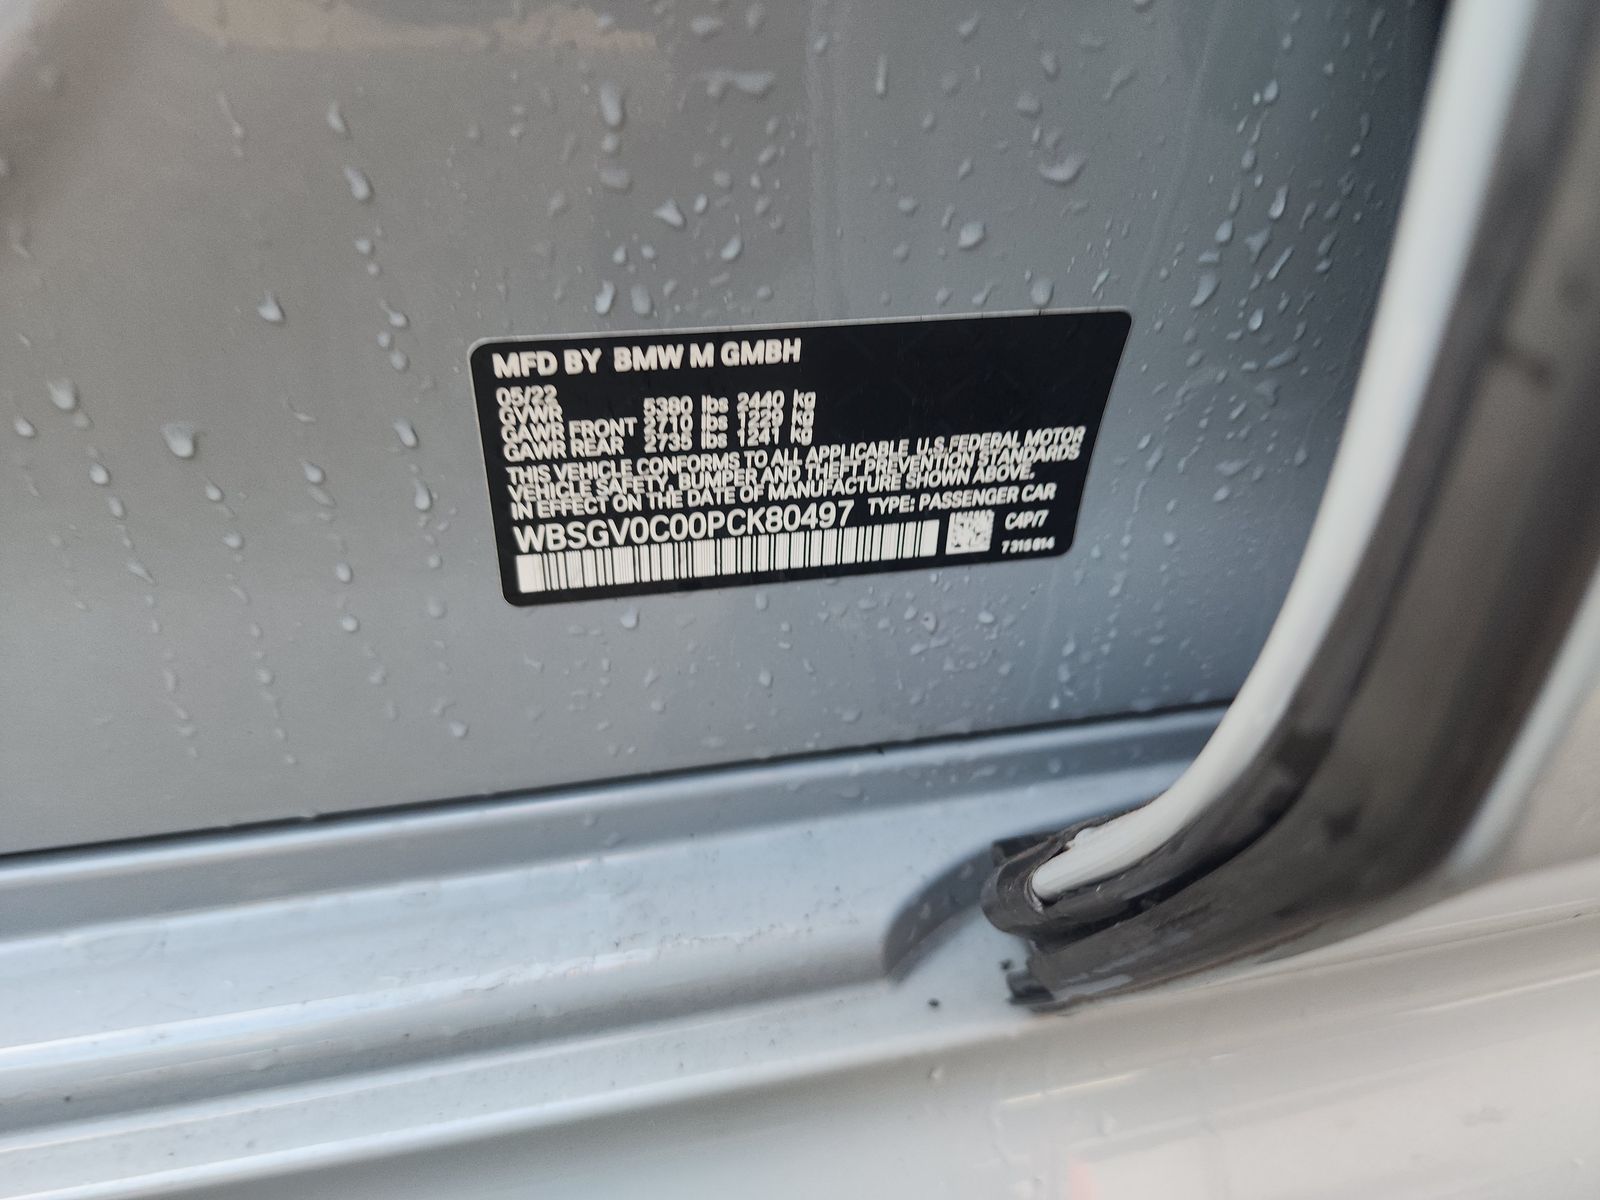 MFD BY BMW M GMBH
05/22
GVWR 5380 lbs 2440 kg
GAWR FRONT 2710 lbs 1229 kg
GAWR REAR 2735 lbs 1241 kg
THIS VEHICLE CONFORMS TO ALL APPLICABLE U.S. FEDERAL MOTOR
VEHICLE SAFETY, BUMPER AND THEFT PREVENTION STANDARDS
IN EFFECT ON THE DATE OF MANUFACTURE SHOWN ABOVE.
WBSGV0C00PCK80497 TYPE: PASSENGER CAR
C4P/7
7315814